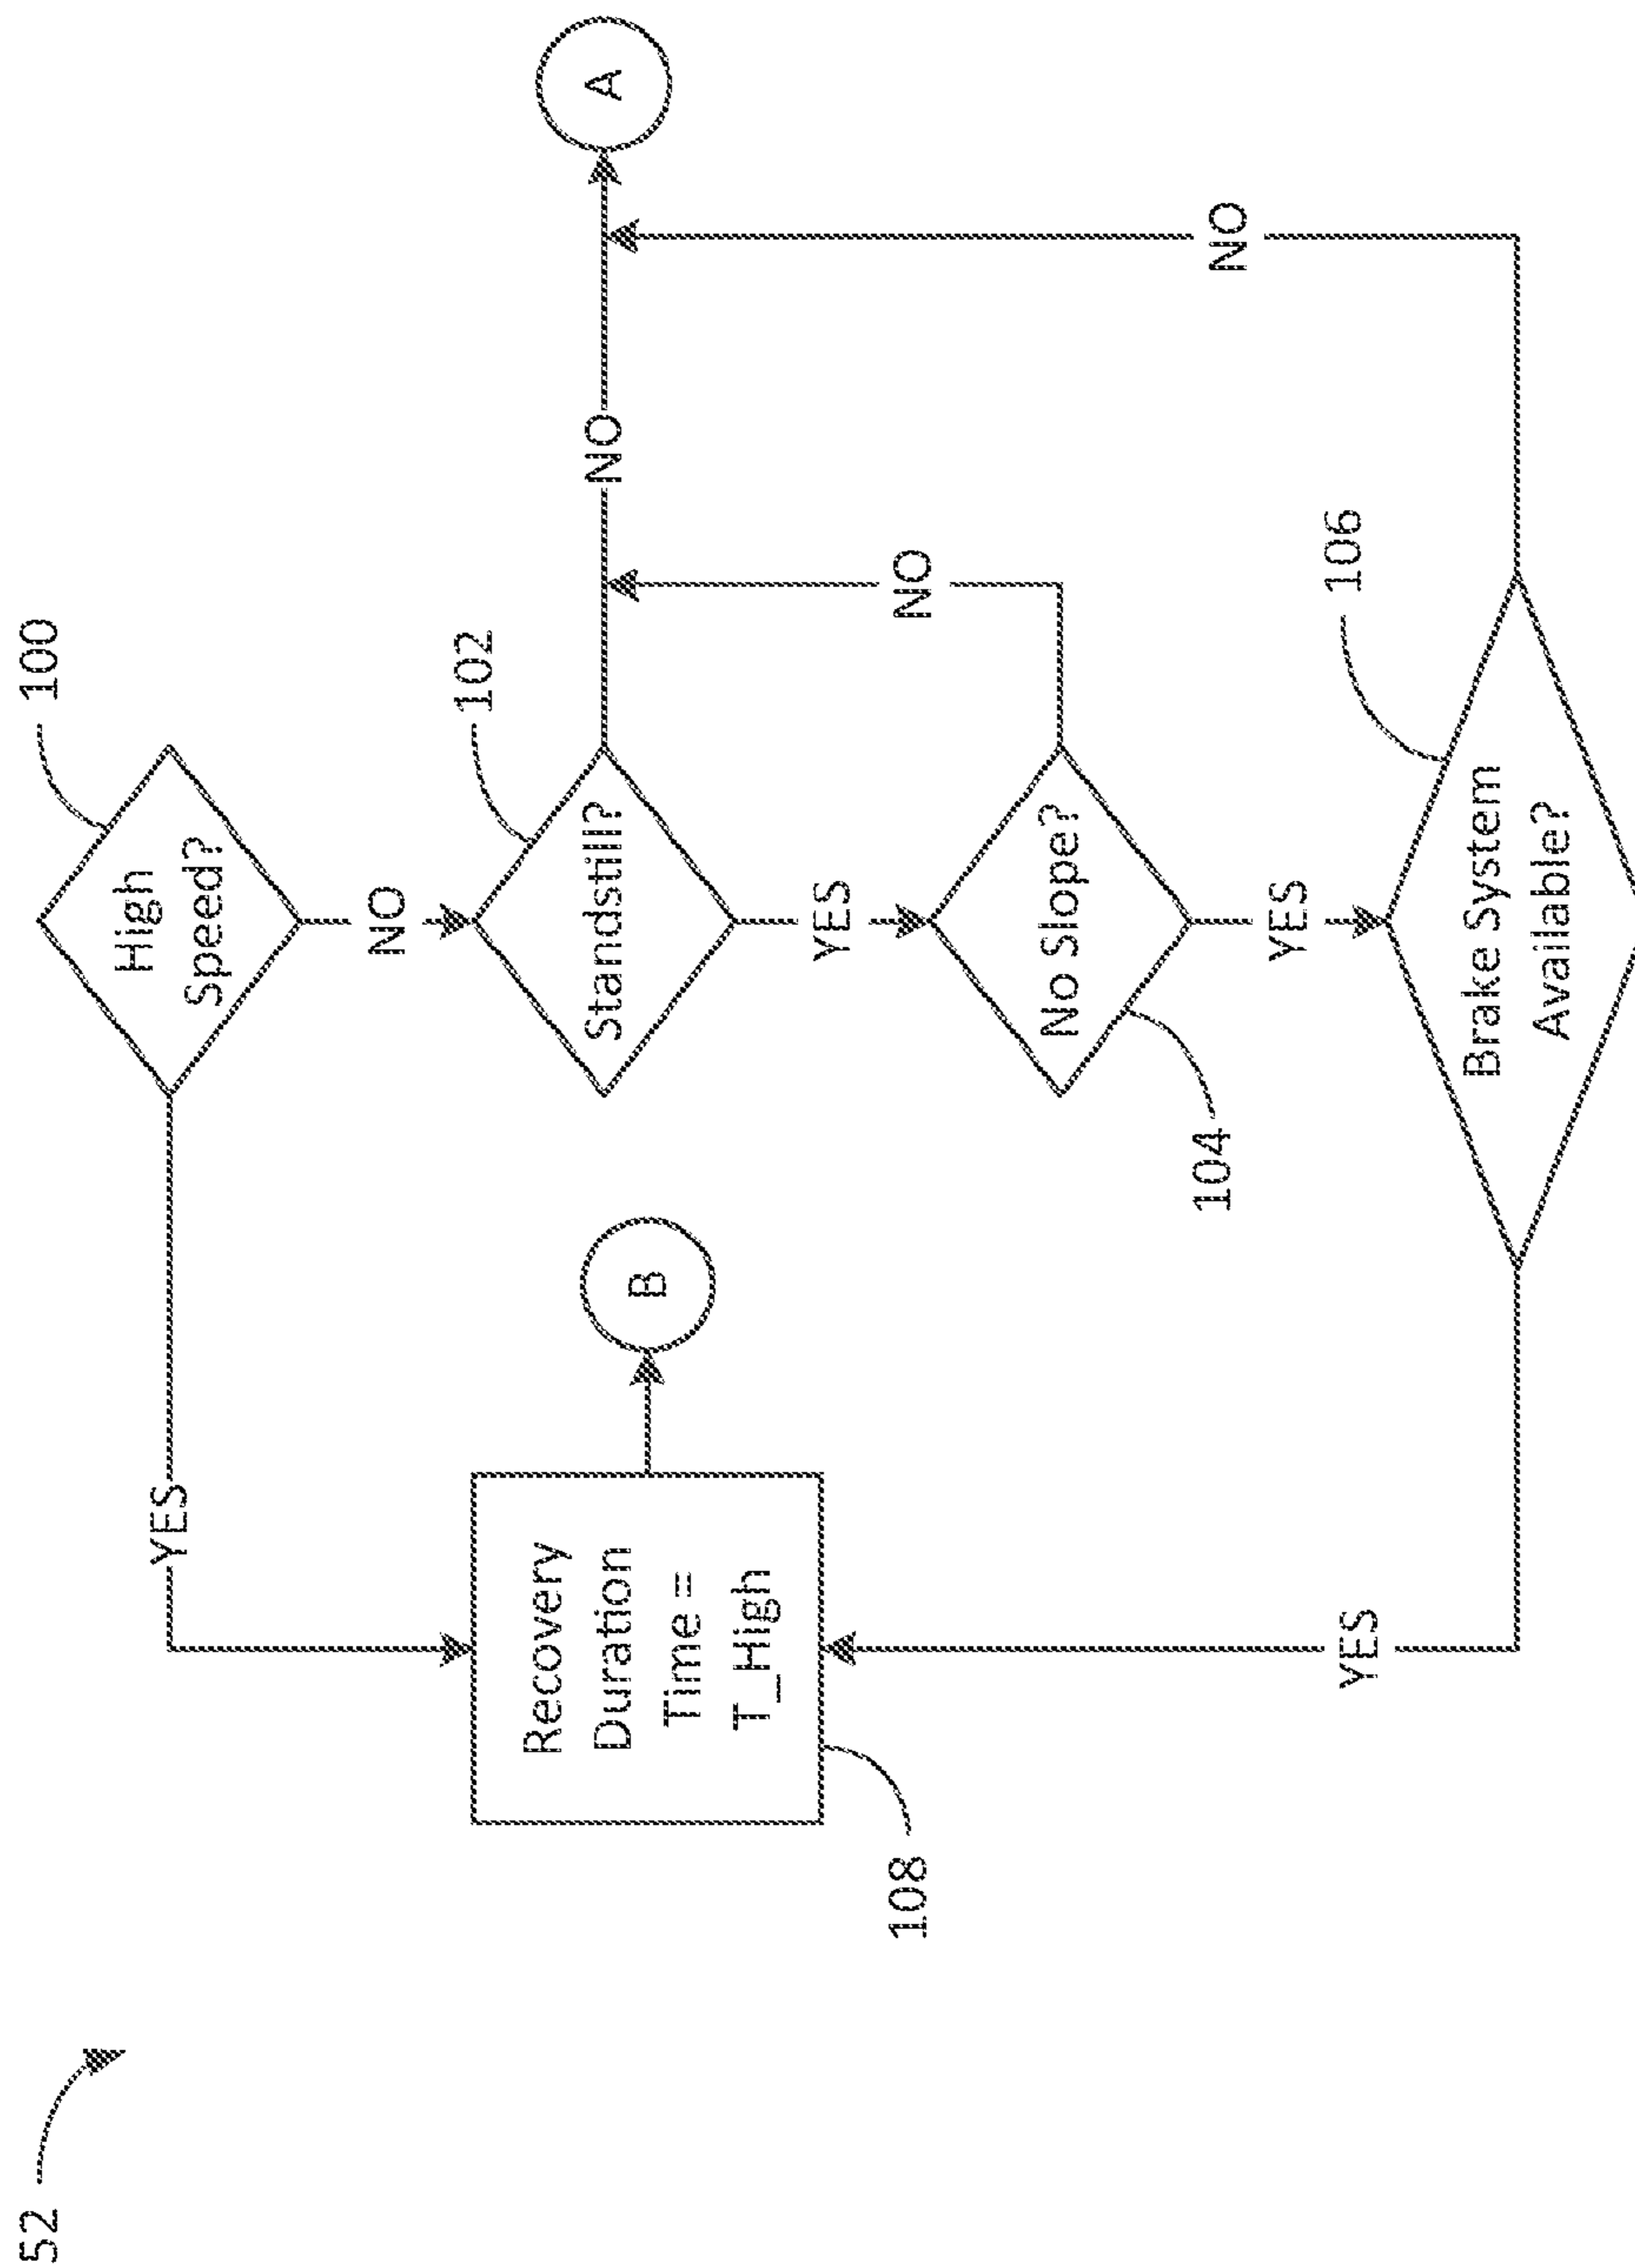 52
100
High
Speed?
YES
NO
102
Standstill?
NO
A
YES
Recovery
Duration
Time =
T_High
108
B
104
No Slope?
NO
YES
106
Brake System
Available?
YES
NO